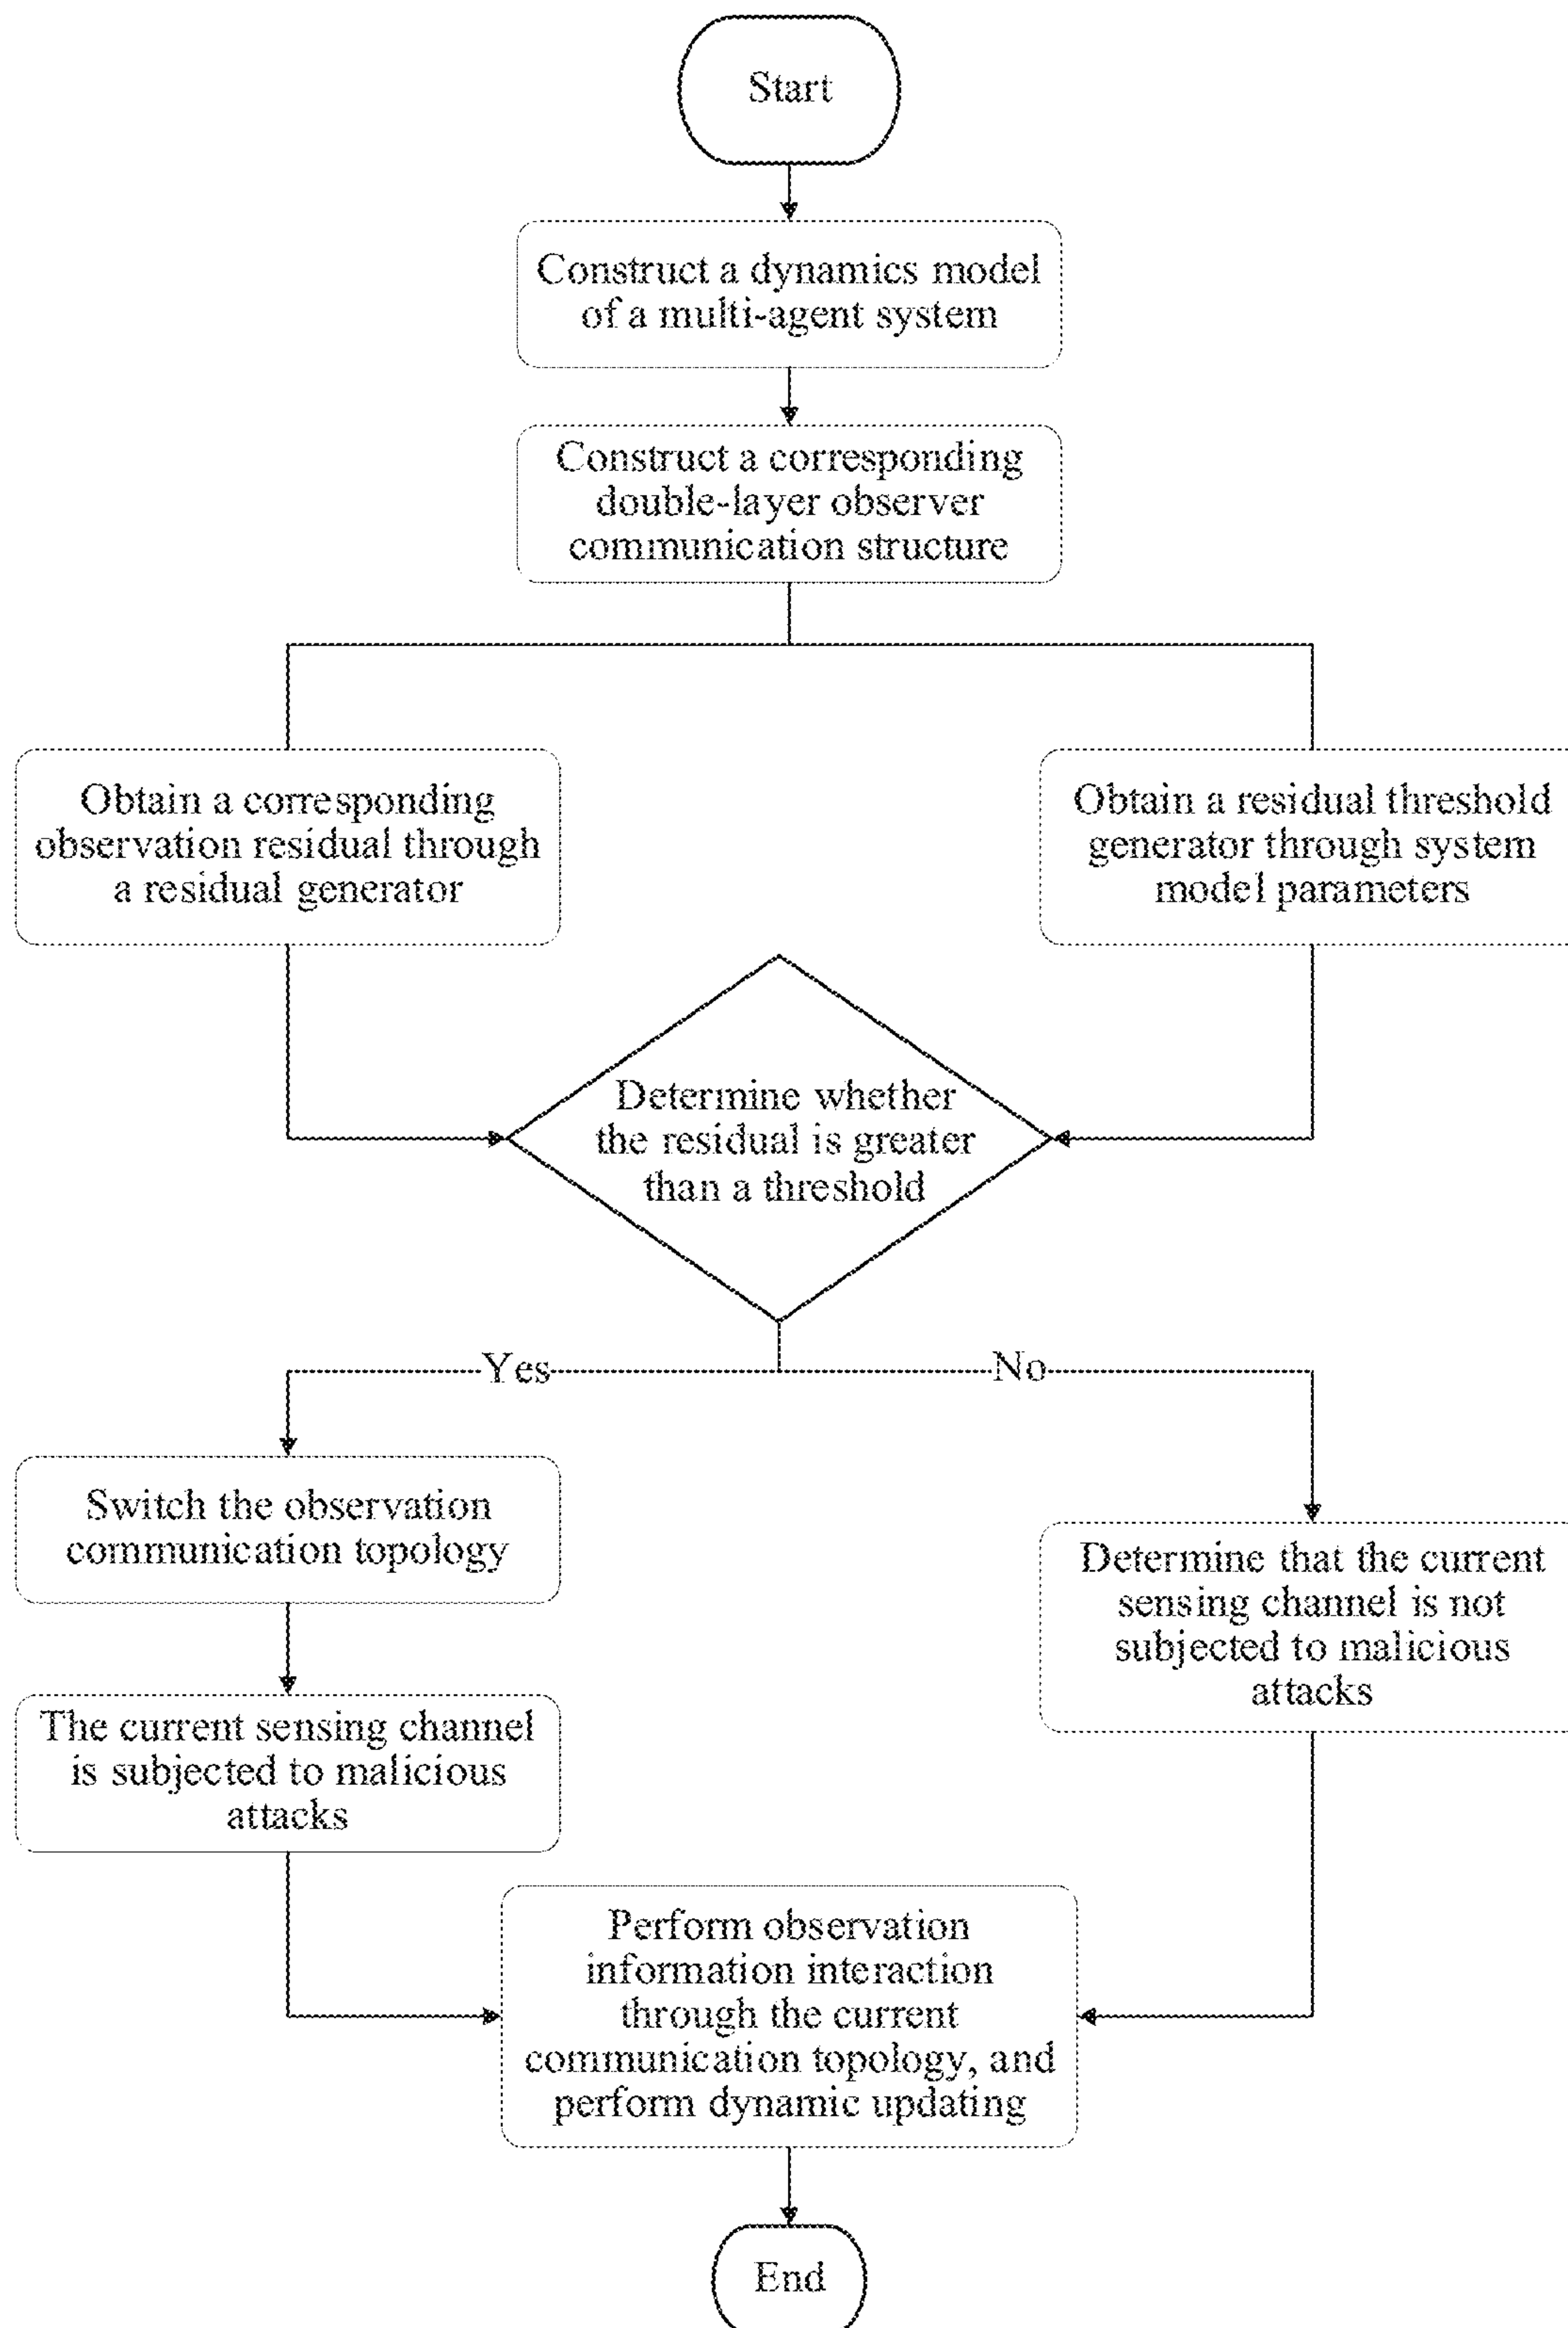 Start
Construct a dynamics model
of a multi-agent system
Construct a corresponding
double-layer observer
communication structure
Obtain a corresponding
observation residual through
a residual generator
Obtain a residual threshold
generator through system
model parameters
Determine whether
the residual is greater
than a threshold
Yes
No
Switch the observation
communication topology
Determine that the current
sensing channel is not
subjected to malicious
attacks
The current sensing channel
is subjected to malicious
attacks
Perform observation
information interaction
through the current
communication topology, and
perform dynamic updating
End